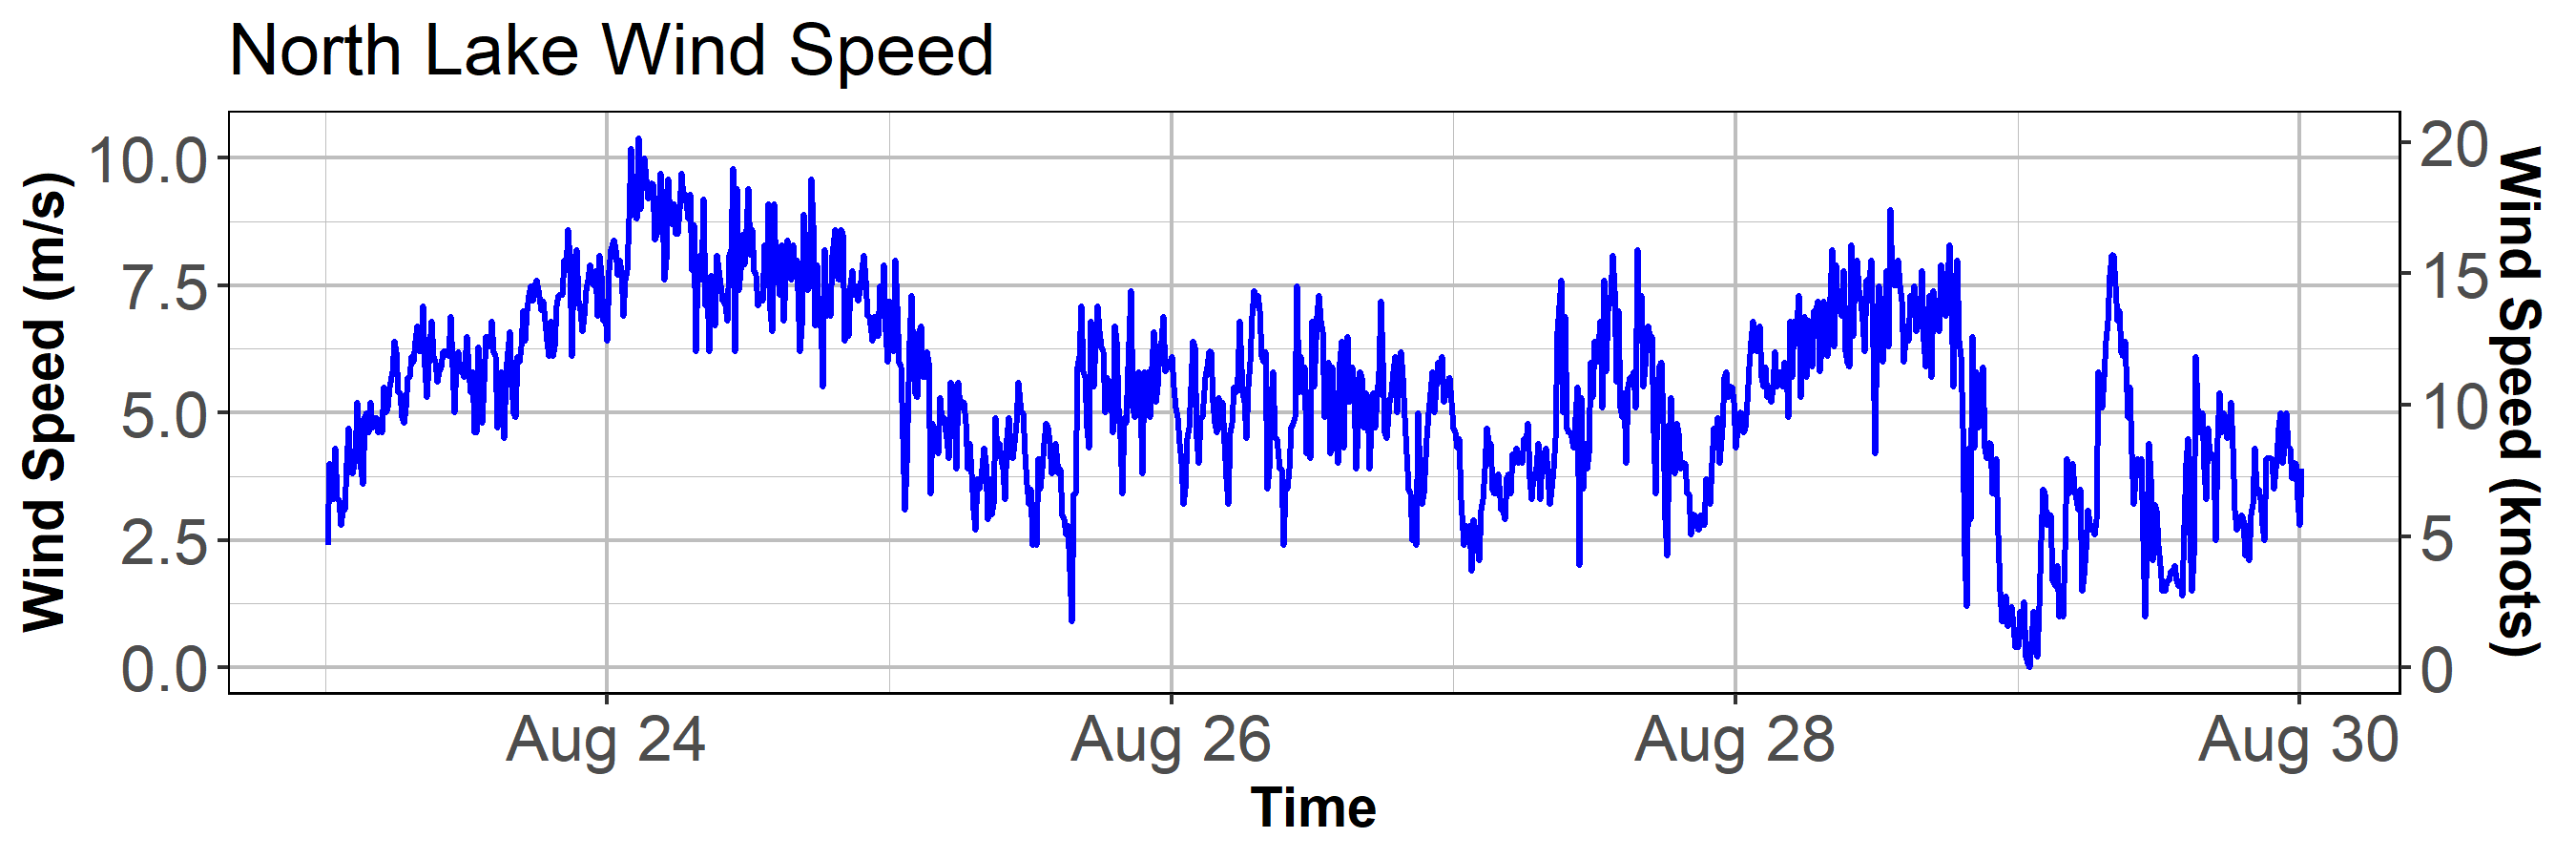 North Lake Wind Speed
Wind Speed (m/s)
10.0
7.5
5.0
2.5
0.0
20
15
10
5
0
Wind Speed (knots)
Aug 24
Aug 26
Aug 28
Aug 30
Time